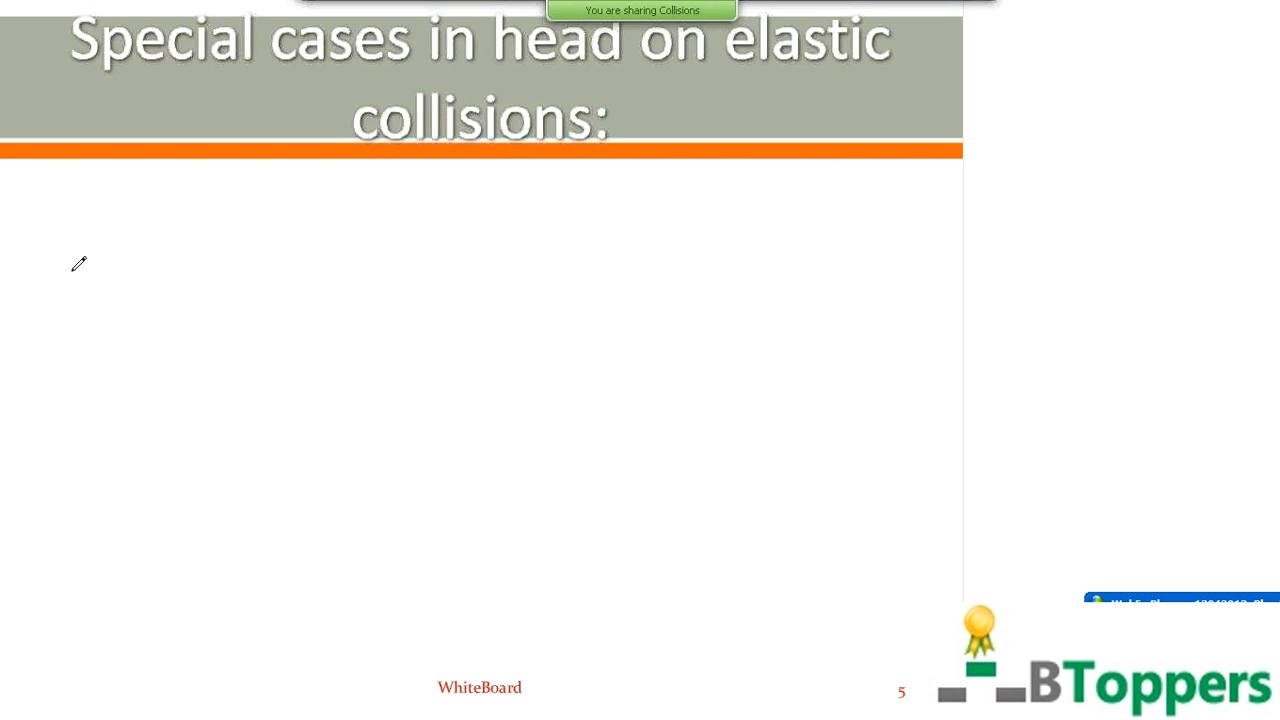 You are sharing Collisions
Special cases in head on elastic
collisions:
WhiteBoard
5
BToppers